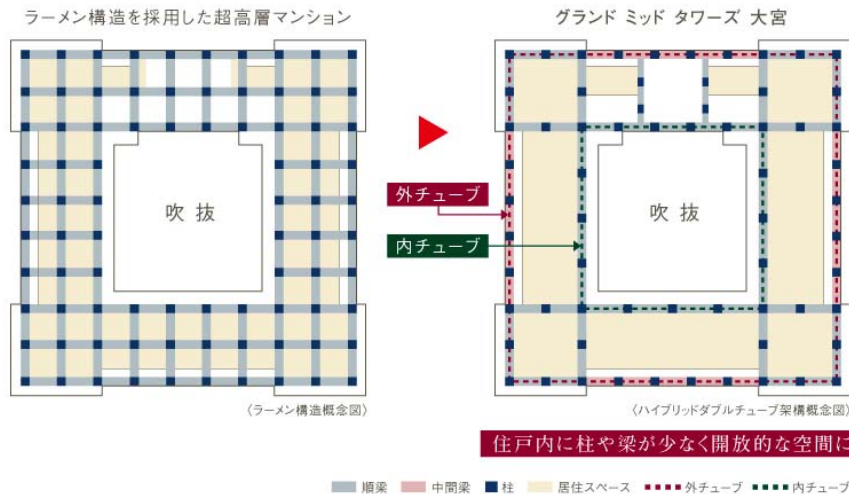 ラーメン構造を採用した超高層マンション
グランド ミッド タワーズ 大宮
吹 抜
外チューブ
内チューブ
吹 抜
〈ラーメン構造概念図〉
〈ハイブリッドダブルチューブ架構概念図〉
住戸内に柱や梁が少なく開放的な空間に
順梁 中間梁 柱 居住スペース 外チューブ 内チューブ